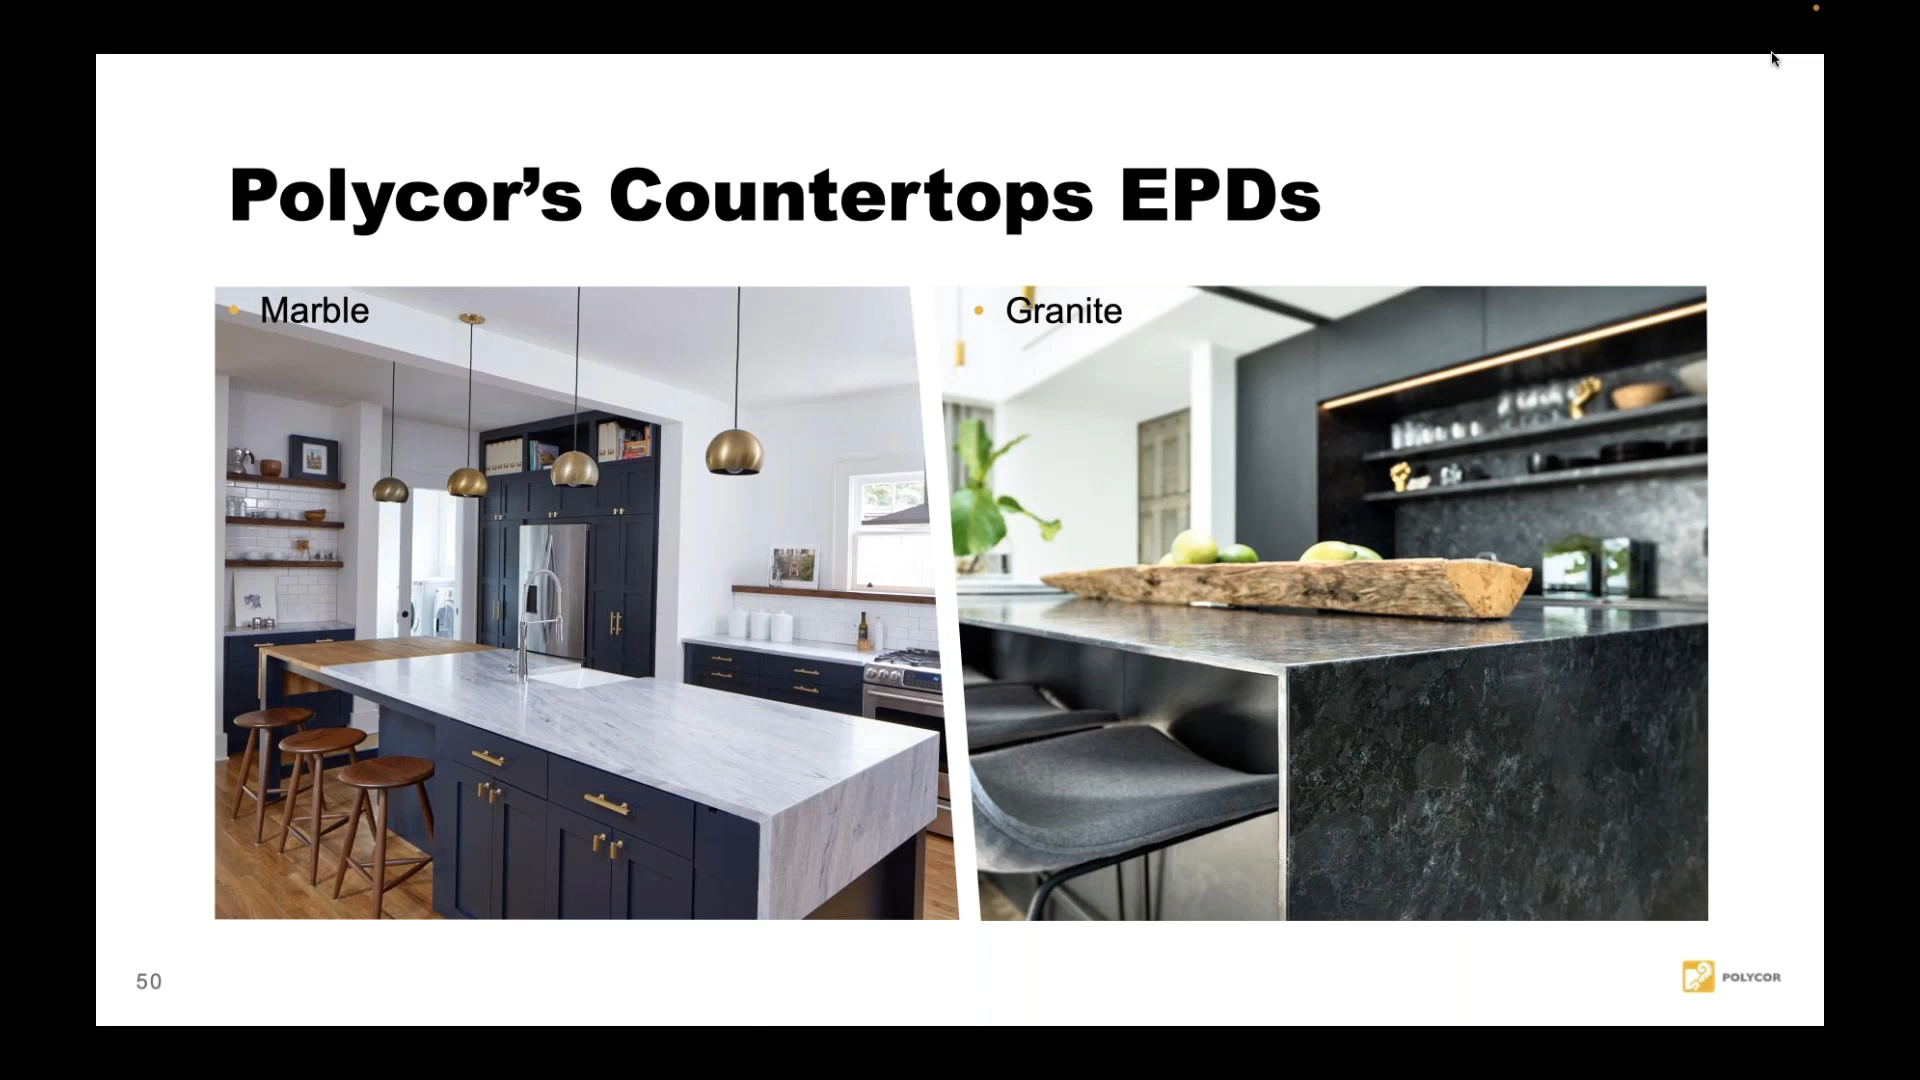 Polycor’s Countertops EPDs
• Marble
• Granite
50
POLYCOR